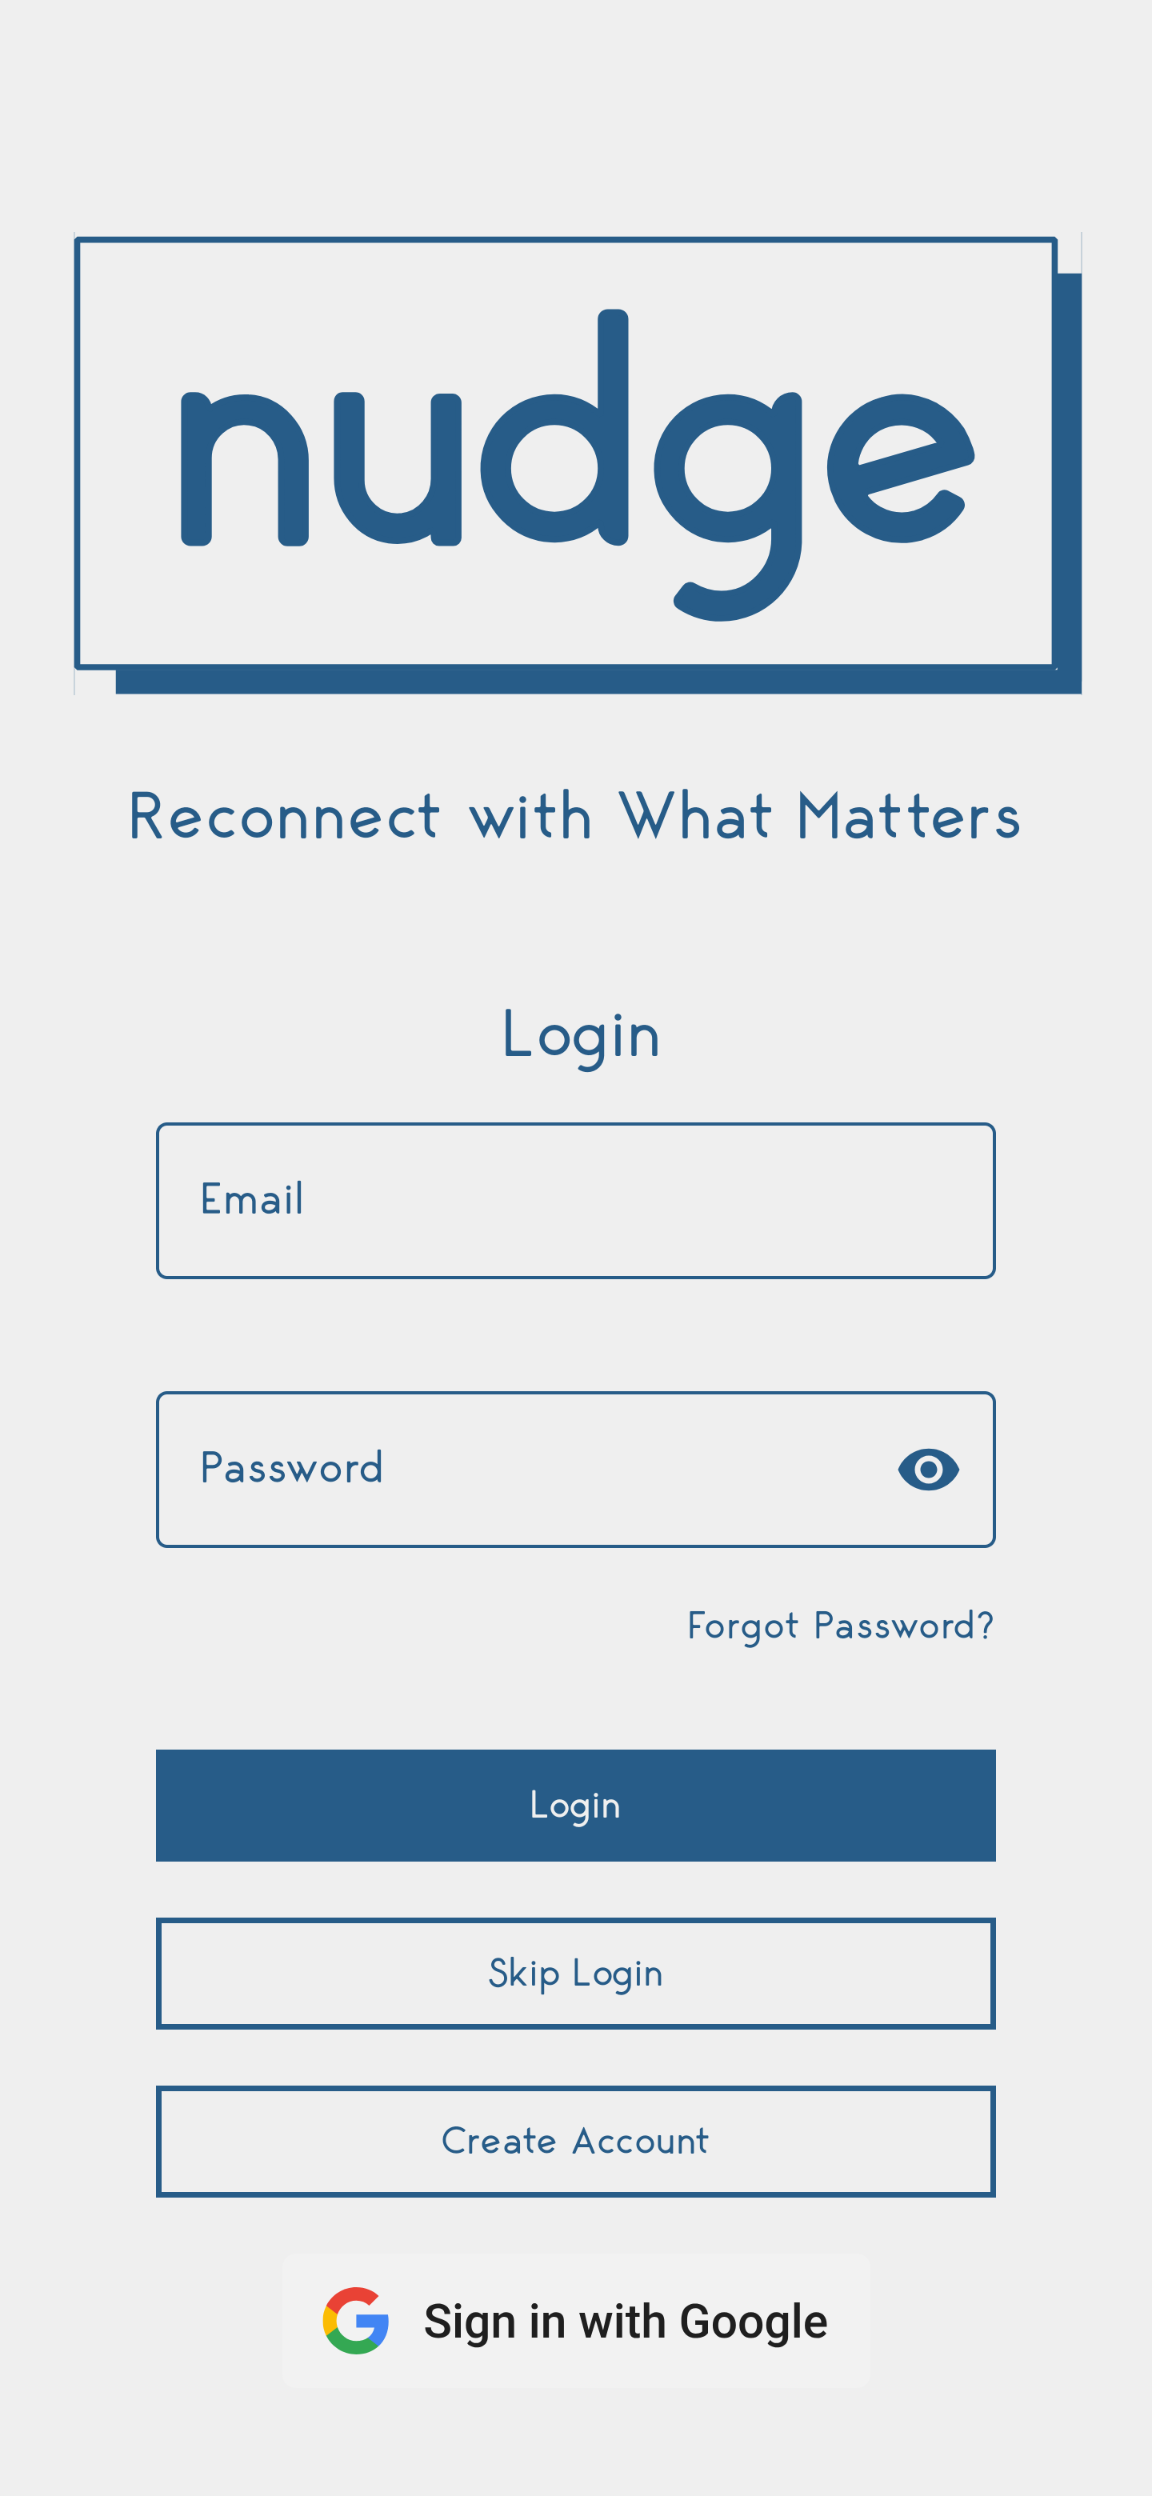 nudge
Reconnect with What Matters
Login
Email
Password
Forgot Password?
Login
Skip Login
Create Account
Sign in with Google